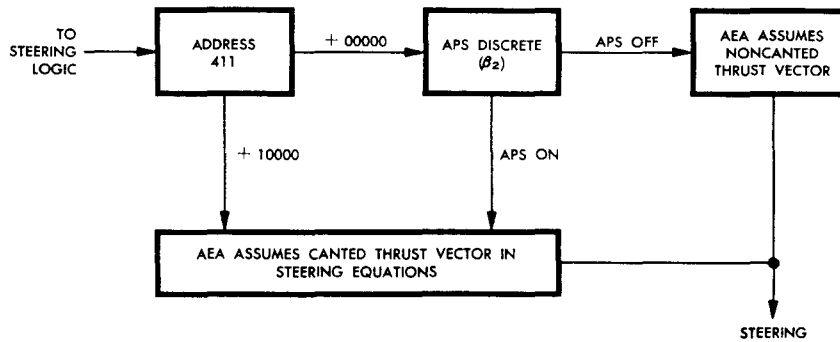 TO
STEERING
LOGIC
ADDRESS
411
+ 00000
APS DISCRETE
(β2)
APS OFF
AEA ASSUMES
NONCANTED
THRUST VECTOR
+ 10000
APS ON
AEA ASSUMES CANTED THRUST VECTOR IN
STEERING EQUATIONS
STEERING